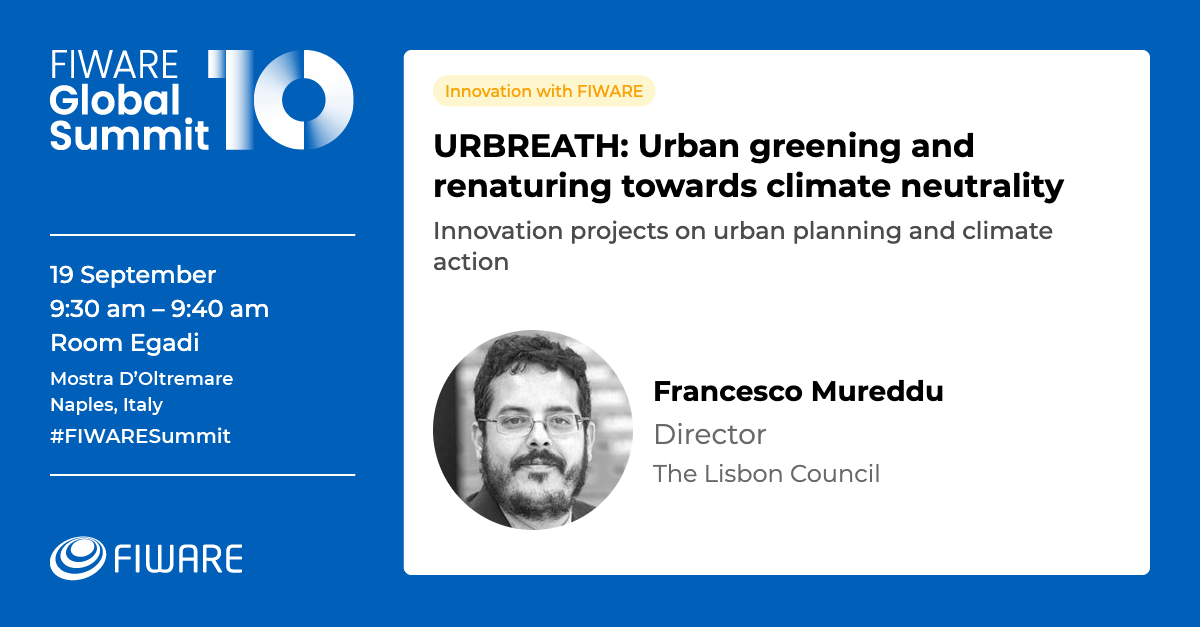 FIWARE
Global
Summit
10
19 September
9:30 am – 9:40 am
Room Egadi
Mostra D’Oltremare
Naples, Italy
#FIWARESummit
FIWARE
Innovation with FIWARE
URBREATH: Urban greening and
renaturing towards climate neutrality
Innovation projects on urban planning and climate
action
Francesco Mureddu
Director
The Lisbon Council